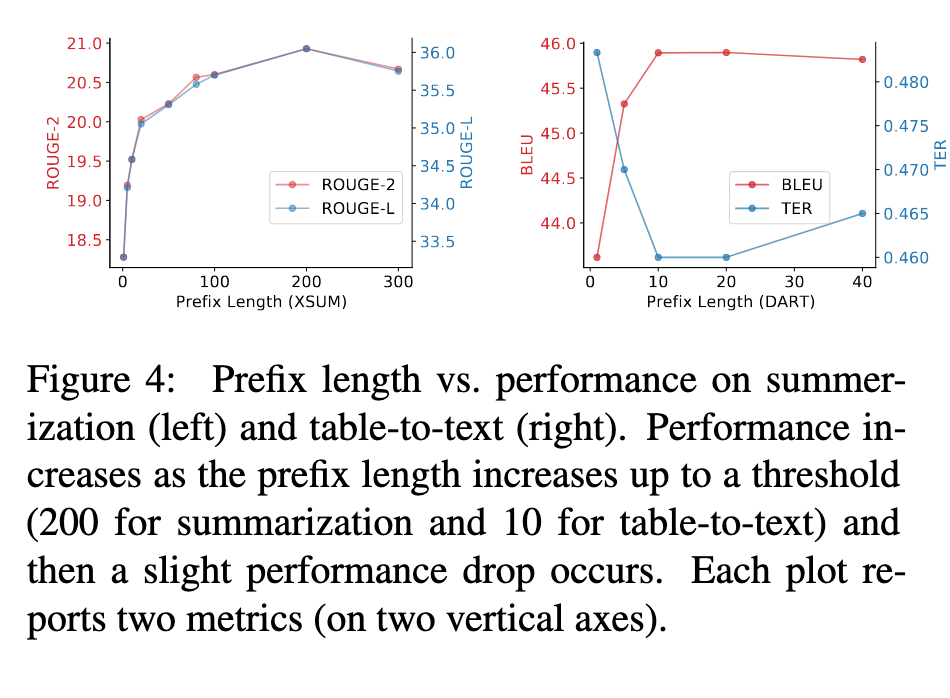 21.0
20.5
20.0
19.5
19.0
18.5
ROUGE-2
36.0
35.5
35.0
34.5
34.0
33.5
ROUGE-L
ROUGE-2
ROUGE-L
0 100 200 300
Prefix Length (XSUM)
46.0
45.5
45.0
44.5
44.0
BLEU
0.480
0.475
0.470
0.465
0.460
TER
BLEU
TER
0 10 20 30 40
Prefix Length (DART)
Figure 4: Prefix length vs. performance on summer-
ization (left) and table-to-text (right). Performance in-
creases as the prefix length increases up to a threshold
(200 for summarization and 10 for table-to-text) and
then a slight performance drop occurs. Each plot re-
ports two metrics (on two vertical axes).